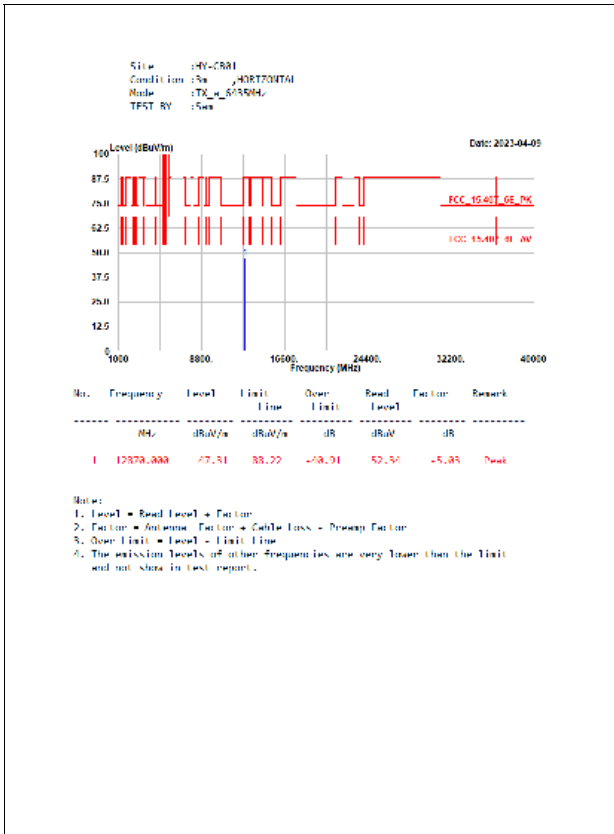 Site :HY-CB01
Condition :3m ,HORIZONTAL
Mode :TX_a_6435MHz
TEST BY :Sam
Level (dBuV/m)
Date: 2023-04-09
100
87.5
75.0
FCC_15.407_6E_PK
62.5
FCC_15.407_6E_AV
50.0
37.5
25.0
12.5
0
1000 8800. 16600. 24400. 32200. 40000
Frequency (MHz)
No. Frequency Level Limit Over Read Factor Remark
Line Limit Level
MHz dBuV/m dBuV/m dB dBuV dB
1 12870.000 47.31 88.22 -40.91 52.34 -5.03 Peak
Note:
1. Level = Read Level + Factor
2. Factor = Antenna Factor + Cable Loss - Preamp Factor
3. Over Limit = Level - Limit Line
4. The emission levels of other frequencies are very lower than the limit
and not show in test report.